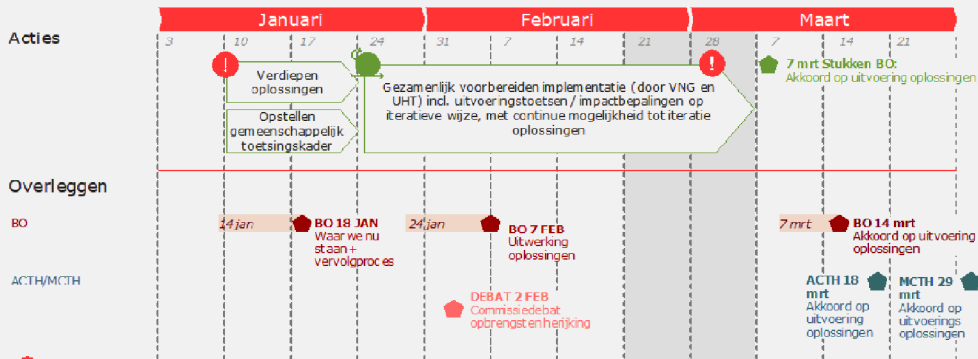 Januari
Februari
Maart
Acties
3
10
17
24
31
7
14
21
28
7
14
21
!
Verdiepen
oplossingen
Opstellen
gemeenschappelijk
toetsingskader
Gezamenlijk voorbereiden implementatie (door VNG en
UHT) incl. uitvoeringstoetsen / impactbepalingen op
iteratieve wijze, met continue mogelijkheid tot iteratie
oplossingen
!
7 mrt Stukken BO:
Akkoord op uitvoering oplossingen
Overleggen
BO
14 jan
BO 18 JAN
Waar we nu
staan+
vervolgproces
24 jan
BO 7 FEB
Uitwerking
oplossingen
7 mrt
BO 14 mrt
Akkoord op uitvoering
oplossingen
ACTH/MCTH
DEBAT 2 FEB
Commissiedebat
opbrengsten herijking
ACTH 18
mrt
Akkoord op
uitvoering
oplossingen
MCTH 29
mrt
Akkoord op
uitvoerings
oplossingen